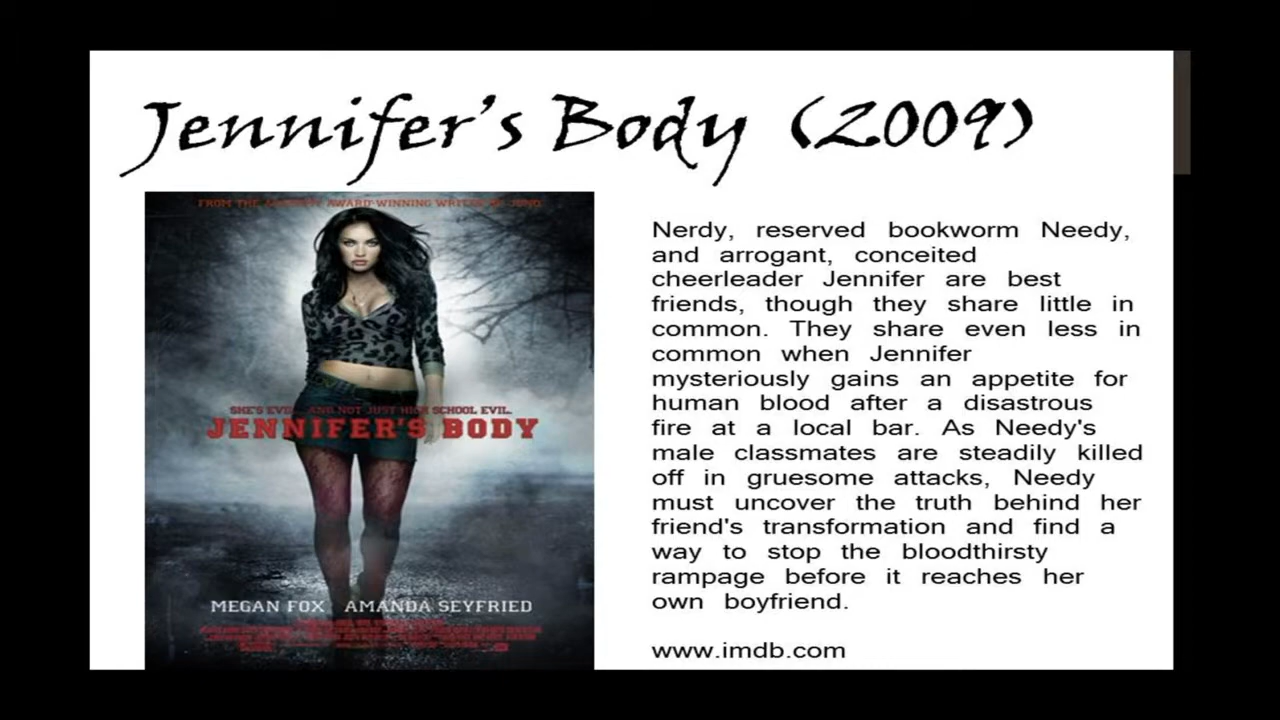 Jennifer's Body (2009)
FROM THE ACADEMY AWARD-WINNING WRITER OF JUNO
SHE'S EVIL... AND NOT JUST HIGH SCHOOL EVIL.
JENNIFER'S BODY
MEGAN FOX AMANDA SEYFRIED
Nerdy, reserved bookworm Needy,
and arrogant, conceited
cheerleader Jennifer are best
friends, though they share little in
common. They share even less in
common when Jennifer
mysteriously gains an appetite for
human blood after a disastrous
fire at a local bar. As Needy's
male classmates are steadily killed
off in gruesome attacks, Needy
must uncover the truth behind her
friend's transformation and find a
way to stop the bloodthirsty
rampage before it reaches her
own boyfriend.
www.imdb.com